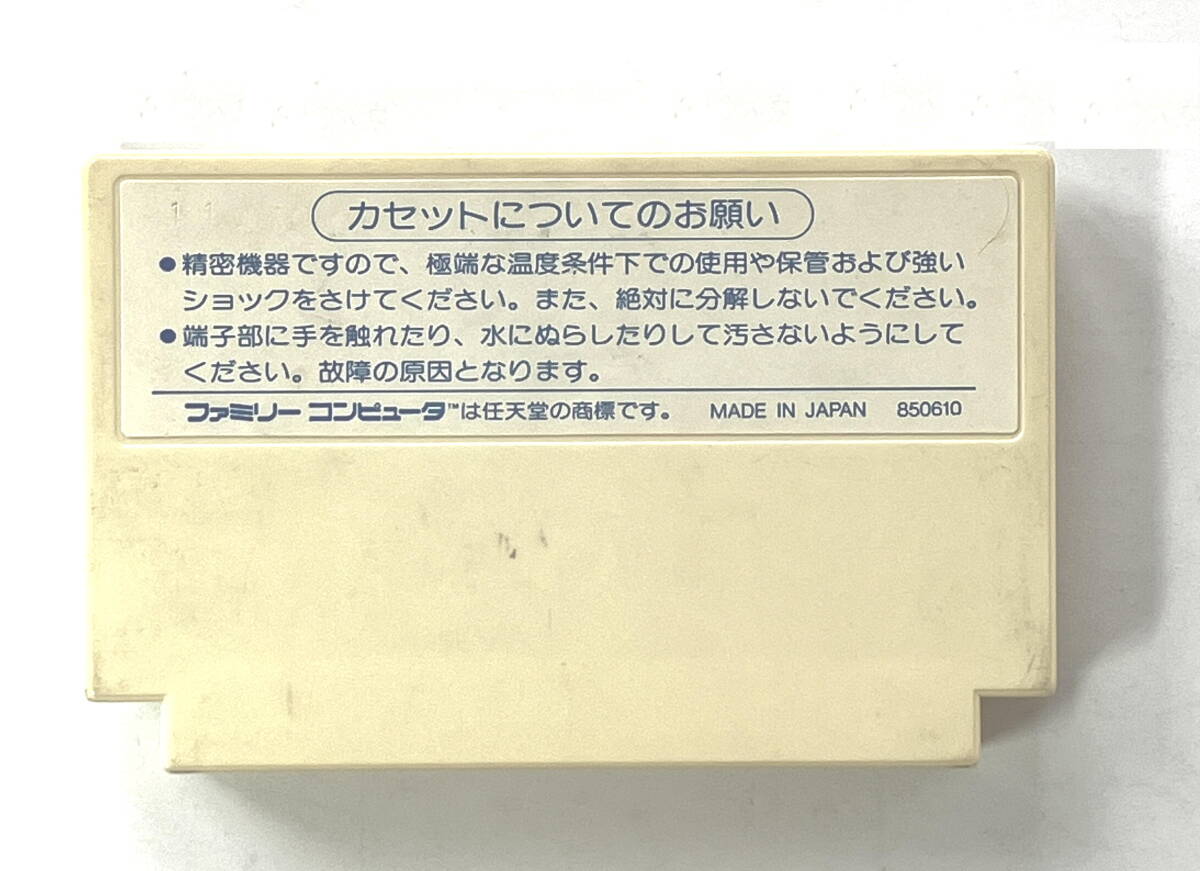 11
カセットについてのお願い
●精密機器ですので、極端な温度条件下での使用や保管および強い
ショックをさけてください。また、絶対に分解しないでください。
●端子部に手を触れたり、水にぬらしたりして汚さないようにして
ください。故障の原因となります。
ファミリーコンピュータ™は任天堂の商標です。 MADE IN JAPAN 850610